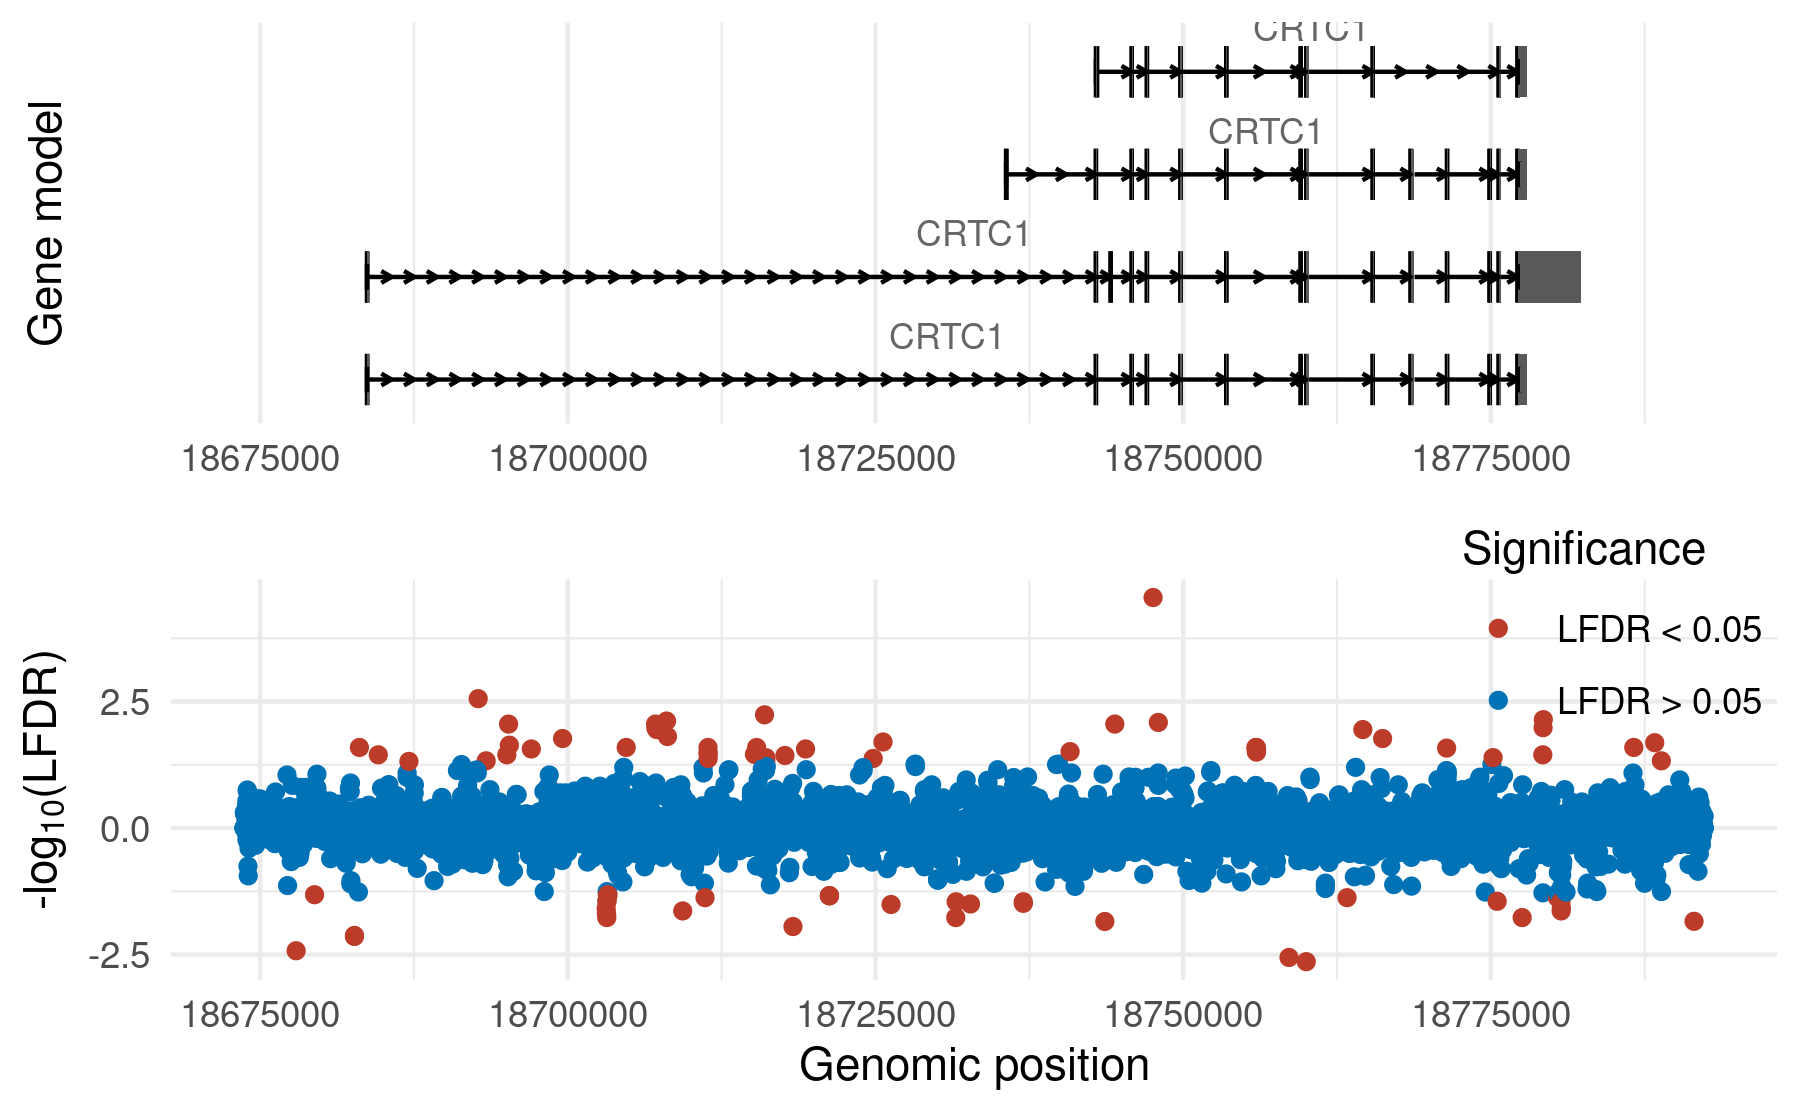 Gene model
CRTC1
CRTC1
CRTC1
CRTC1
18675000 18700000 18725000 18750000 18775000
Significance
LFDR < 0.05
LFDR > 0.05
-log10(LFDR)
2.5
0.0
-2.5
18675000 18700000 18725000 18750000 18775000
Genomic position